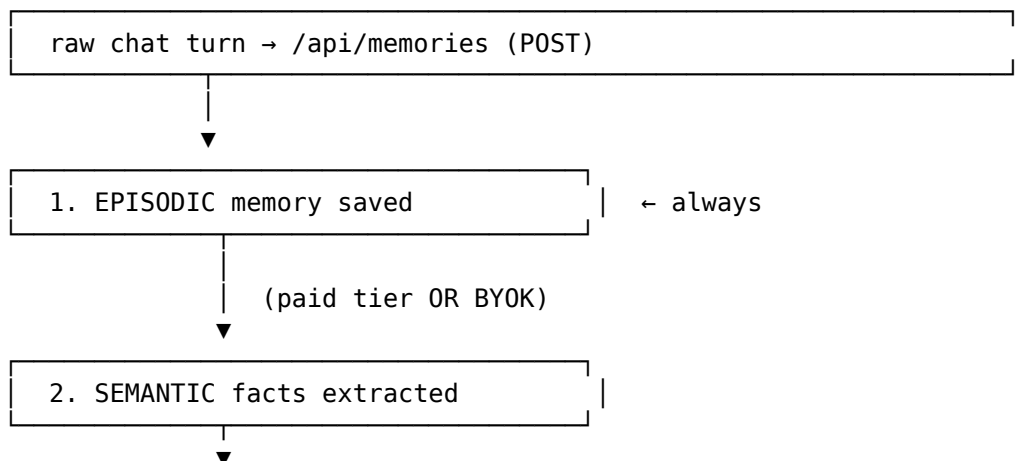 raw chat turn → /api/memories (POST)
1. EPISODIC memory saved ← always
(paid tier OR BYOK)
2. SEMANTIC facts extracted